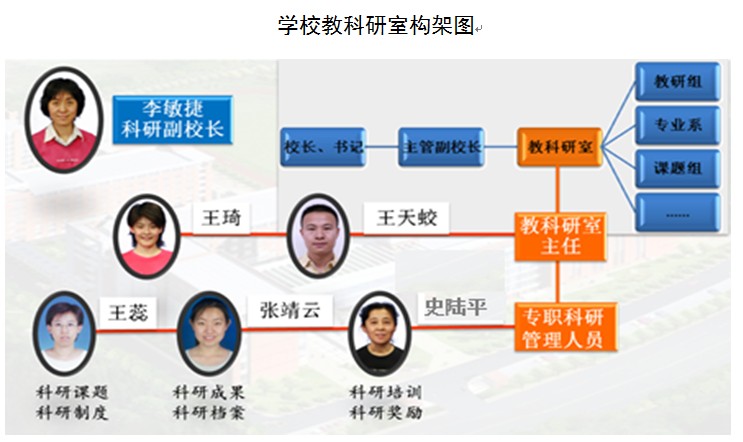 学校教科研室构架图
李敏捷
科研副校长
校长、书记
主管副校长
教科研室
教研组
专业系
课题组
……
王琦
王天蛟
教科研室
主任
王蕊
张靖云
史陆平
专职科研
管理人员
科研课题
科研制度
科研成果
科研档案
科研培训
科研奖励